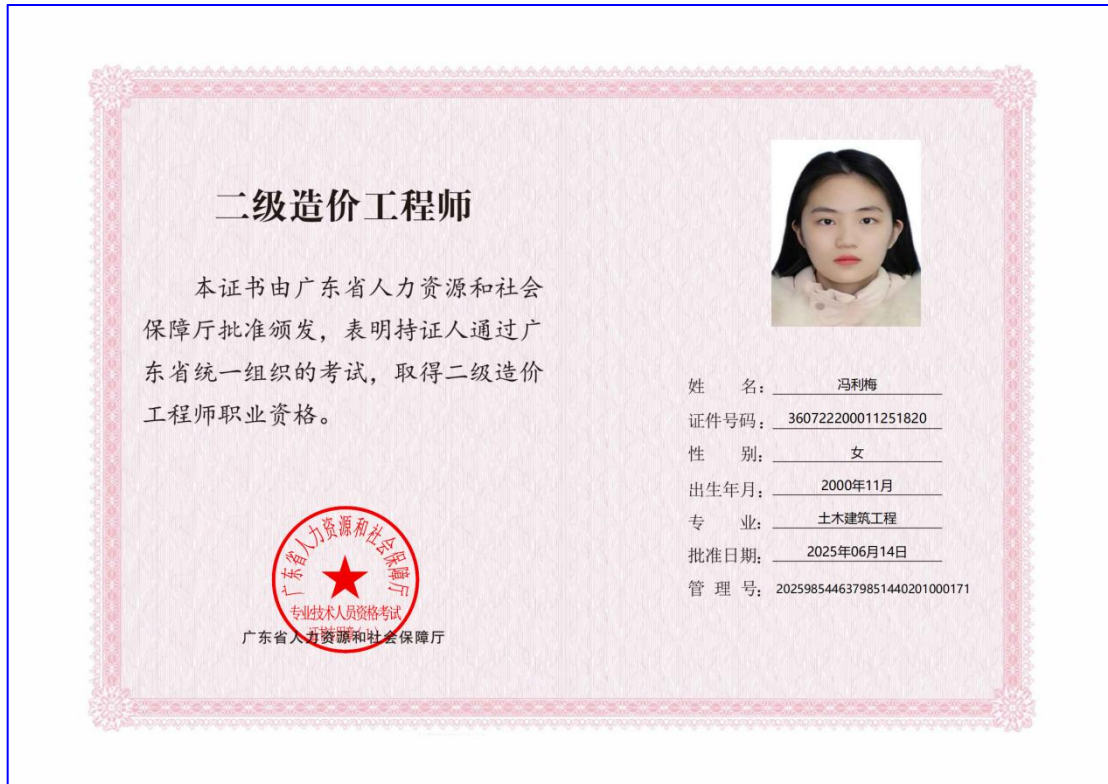 二级造价工程师
本证书由广东省人力资源和社会
保障厅批准颁发，表明持证人通过广
东省统一组织的考试，取得二级造价
工程师职业资格。
广东省人力资源和社会保障厅
专业技术人员资格考试
广东省人力资源和社会保障厅
姓 名：冯利梅
证件号码：360722200011251820
性 别：女
出生年月：2000年11月
专 业：土木建筑工程
批准日期：2025年06月14日
管 理 号：20259854463798514402010​00171